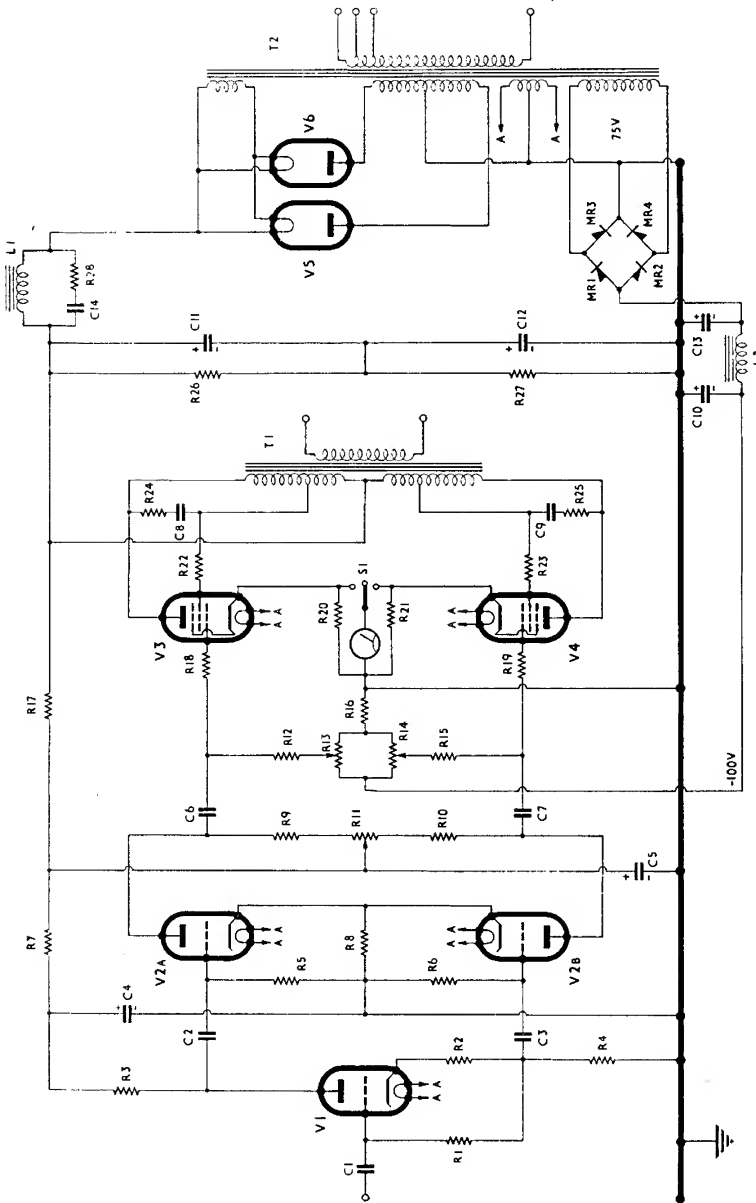 T2
L1
R28
C14
V6
V5
A
A
75V
MR1
MR3
MR2
MR4
C11
+
-
R26
C12
+
-
R27
C13
+
-
C10
+
-
T1
R24
C8
R22
V3
A
A
R18
R20
S1
R21
A
A
V4
R19
R23
C9
R25
R17
R12
R13
R16
R14
R15
C6
R9
R11
R10
C7
-100V
C5
+
-
R7
V2A
A
A
R5
R8
R6
A
A
V2B
C4
+
-
C2
C3
R3
V1
A
A
R2
R4
R1
C1